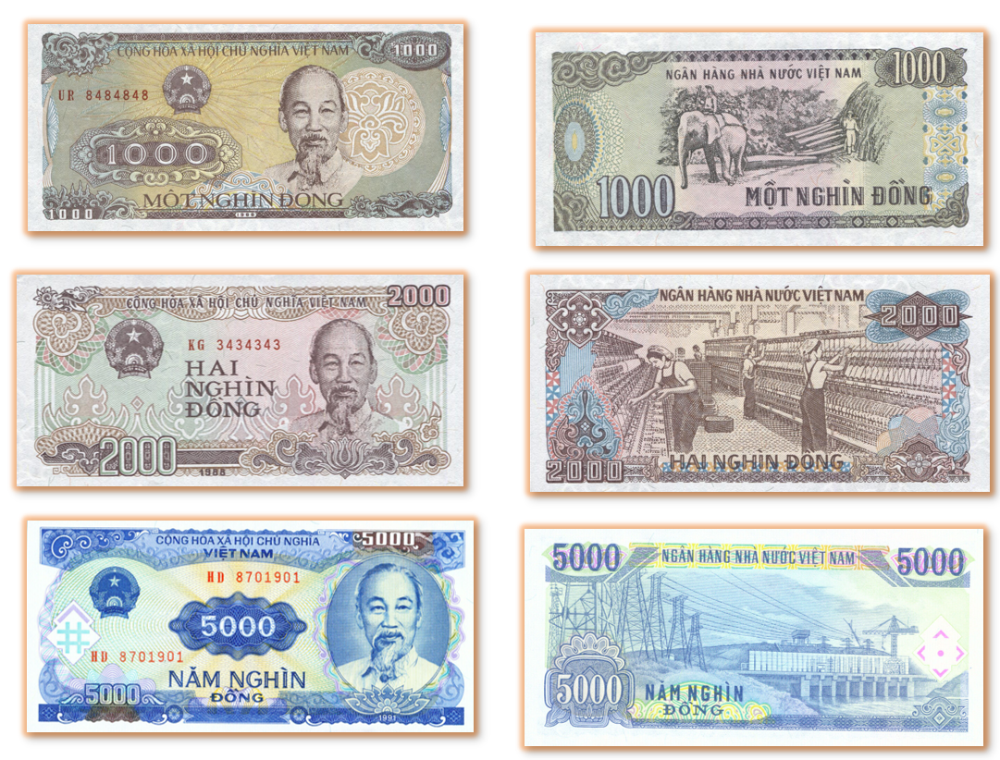 CỘNG HÒA XÃ HỘI CHỦ NGHĨA VIỆT NAM
1000
UR 8484848
1000
MỘT NGHÌN ĐỒNG
1000
1988
NGÂN HÀNG NHÀ NƯỚC VIỆT NAM
1000
1000
MỘT NGHÌN ĐỒNG
CỘNG HÒA XÃ HỘI CHỦ NGHĨA VIỆT NAM
2000
KG 3434343
HAI
NGHÌN
ĐỒNG
2000
1988
NGÂN HÀNG NHÀ NƯỚC VIỆT NAM
2000
HAI NGHÌN ĐỒNG
2000
CỘNG HÒA XÃ HỘI CHỦ NGHĨA
VIỆT NAM
5000
HD 8701901
5000
HD 8701901
NĂM NGHÌN
ĐỒNG
5000
1991
5000
NGÂN HÀNG NHÀ NƯỚC VIỆT NAM
5000
5000
NĂM NGHÌN
ĐỒNG